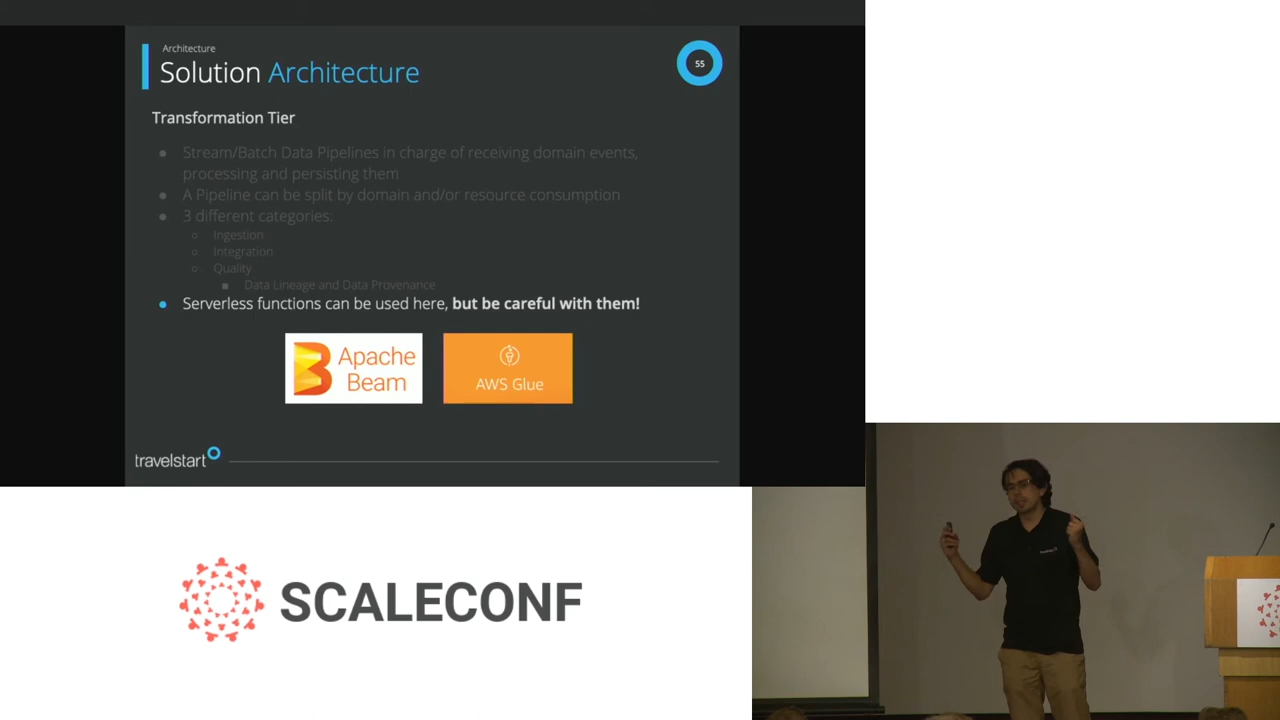 Architecture
Solution Architecture
55
Transformation Tier
● Stream/Batch Data Pipelines in charge of receiving domain events,
processing and persisting them
● A Pipeline can be split by domain and/or resource consumption
● 3 different categories:
○ Ingestion
○ Integration
○ Quality
■ Data Lineage and Data Provenance
● Serverless functions can be used here, but be careful with them!
Apache
Beam
AWS Glue
travelstart
SCALECONF